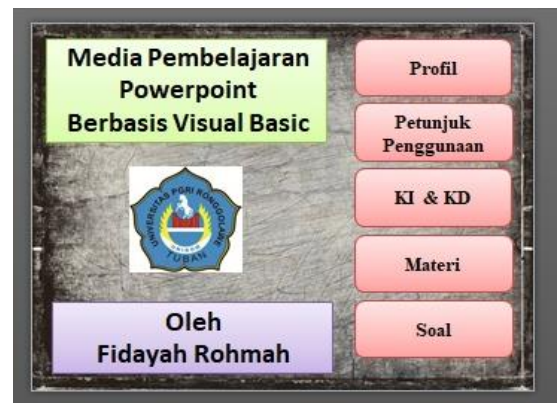 Media Pembelajaran
Powerpoint
Berbasis Visual Basic
UNIVERSITAS PGRI RONGGOLAWE
TUBAN
Oleh
Fidayah Rohmah
Profil
Petunjuk
Penggunaan
KI & KD
Materi
Soal